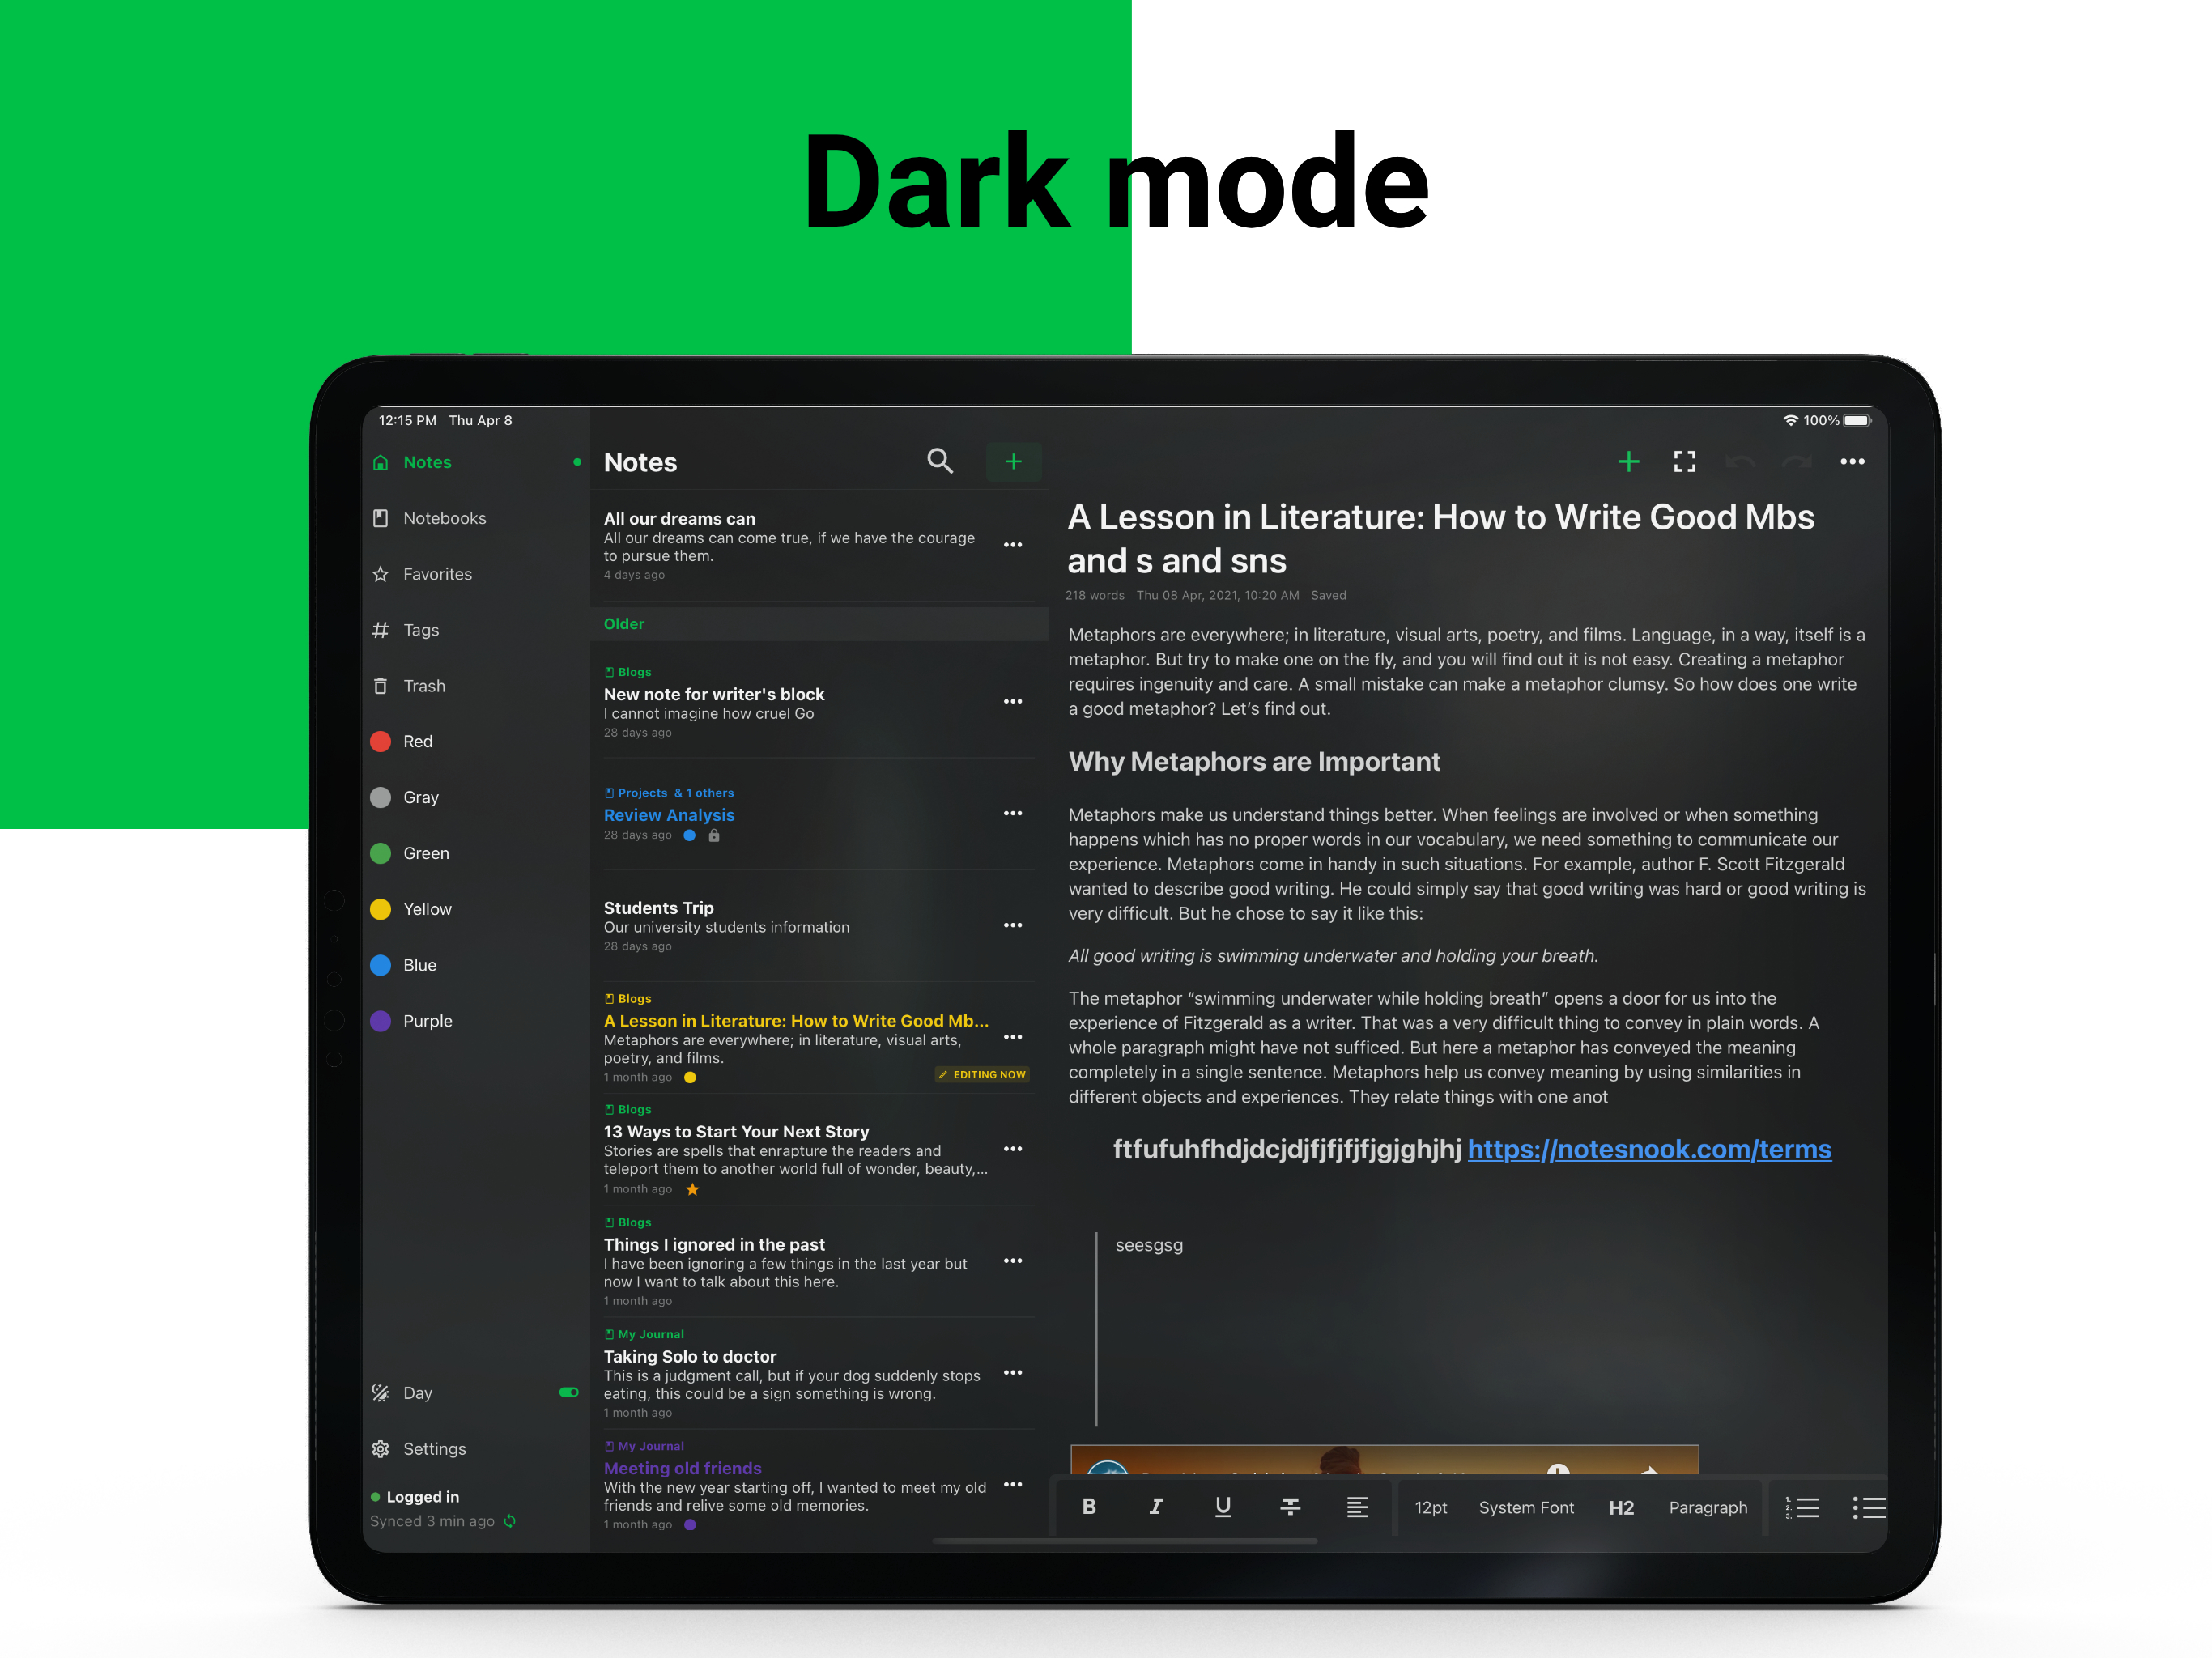 Dark mode
12:15 PM Thu Apr 8
100%
Notes
Notebooks
Favorites
Tags
Trash
Red
Gray
Green
Yellow
Blue
Purple
Day
Settings
Logged in
Synced 3 min ago
Notes
All our dreams can
All our dreams can come true, if we have the courage
to pursue them.
4 days ago
Older
Blogs
New note for writer's block
I cannot imagine how cruel Go
28 days ago
Projects & 1 others
Review Analysis
28 days ago
Students Trip
Our university students information
28 days ago
Blogs
A Lesson in Literature: How to Write Good Mb...
Metaphors are everywhere; in literature, visual arts,
poetry, and films.
1 month ago
EDITING NOW
Blogs
13 Ways to Start Your Next Story
Stories are spells that enrapture the readers and
teleport them to another world full of wonder, beauty,...
1 month ago
Blogs
Things I ignored in the past
I have been ignoring a few things in the last year but
now I want to talk about this here.
1 month ago
My Journal
Taking Solo to doctor
This is a judgment call, but if your dog suddenly stops
eating, this could be a sign something is wrong.
1 month ago
My Journal
Meeting old friends
With the new year starting off, I wanted to meet my old
friends and relive some old memories.
1 month ago
A Lesson in Literature: How to Write Good Mbs
and s and sns
218 words Thu 08 Apr, 2021, 10:20 AM Saved
Metaphors are everywhere; in literature, visual arts, poetry, and films. Language, in a way, itself is a
metaphor. But try to make one on the fly, and you will find out it is not easy. Creating a metaphor
requires ingenuity and care. A small mistake can make a metaphor clumsy. So how does one write
a good metaphor? Let’s find out.
Why Metaphors are Important
Metaphors make us understand things better. When feelings are involved or when something
happens which has no proper words in our vocabulary, we need something to communicate our
experience. Metaphors come in handy in such situations. For example, author F. Scott Fitzgerald
wanted to describe good writing. He could simply say that good writing was hard or good writing is
very difficult. But he chose to say it like this:
All good writing is swimming underwater and holding your breath.
The metaphor “swimming underwater while holding breath” opens a door for us into the
experience of Fitzgerald as a writer. That was a very difficult thing to convey in plain words. A
whole paragraph might have not sufficed. But here a metaphor has conveyed the meaning
completely in a single sentence. Metaphors help us convey meaning by using similarities in
different objects and experiences. They relate things with one anot
ftfufuhfhdjdcjdjfjfjfjfjgjghjhj https://notesnook.com/terms
seesgsg
B I U 12pt System Font H2 Paragraph